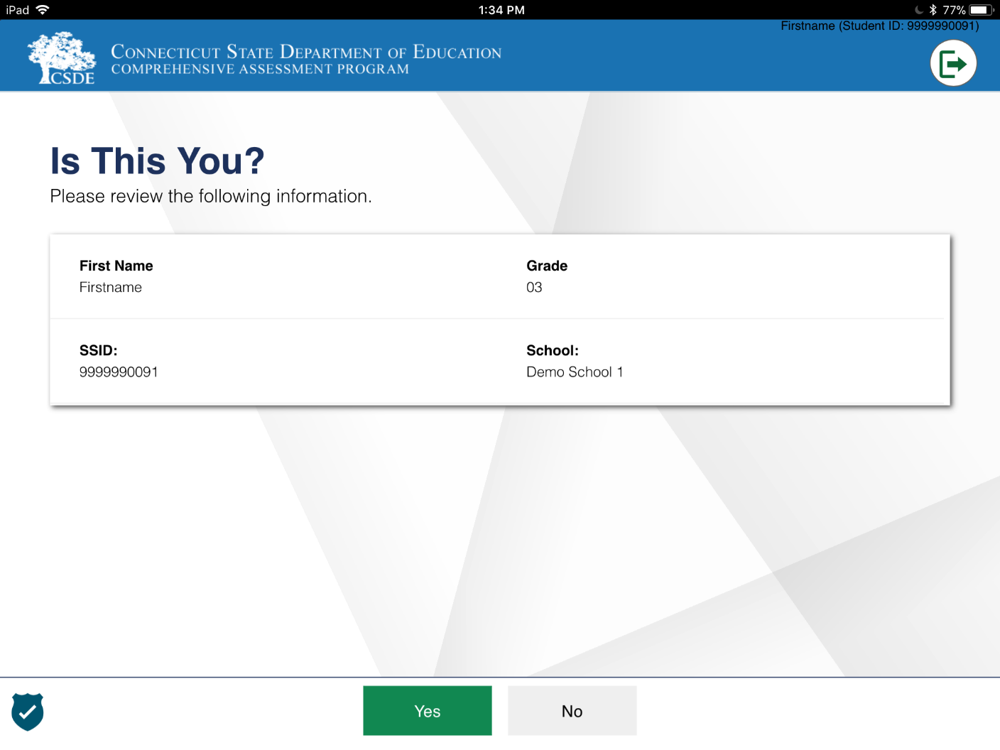 iPad 1:34 PM 77%
Firstname (Student ID: 9999990091)
CSDE
CONNECTICUT STATE DEPARTMENT OF EDUCATION
COMPREHENSIVE ASSESSMENT PROGRAM
Is This You?
Please review the following information.
First Name
Firstname
Grade
03
SSID:
9999990091
School:
Demo School 1
Yes
No